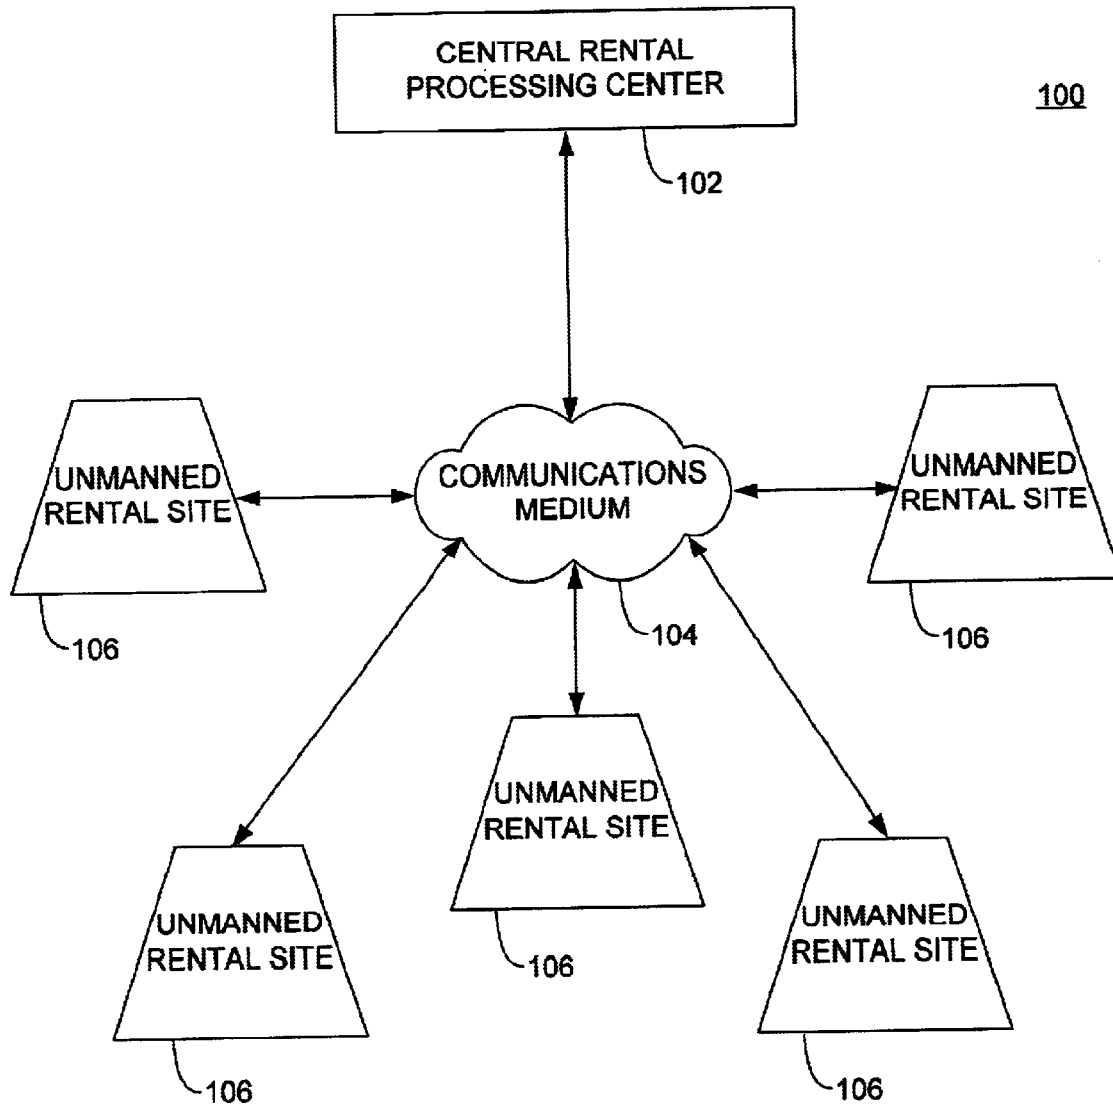 CENTRAL RENTAL
PROCESSING CENTER
100
102
UNMANNED
RENTAL SITE
COMMUNICATIONS
MEDIUM
UNMANNED
RENTAL SITE
106
104
106
UNMANNED
RENTAL SITE
UNMANNED
RENTAL SITE
UNMANNED
RENTAL SITE
106
106
106